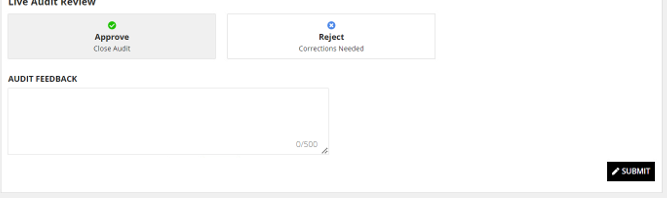 Live Audit Review
Approve
Close Audit
Reject
Corrections Needed
AUDIT FEEDBACK
0/500
SUBMIT